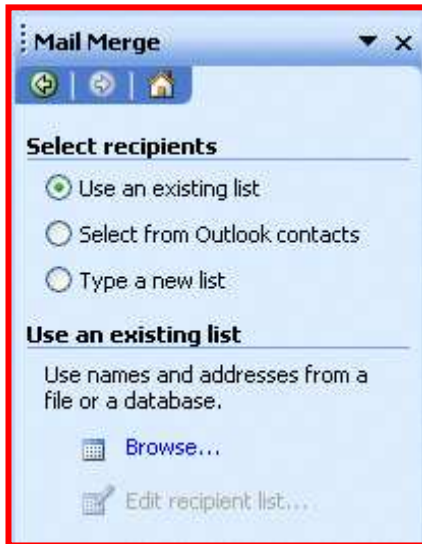 Mail Merge
Select recipients
Use an existing list
Select from Outlook contacts
Type a new list
Use an existing list
Use names and addresses from a
file or a database.
Browse...
Edit recipient list...